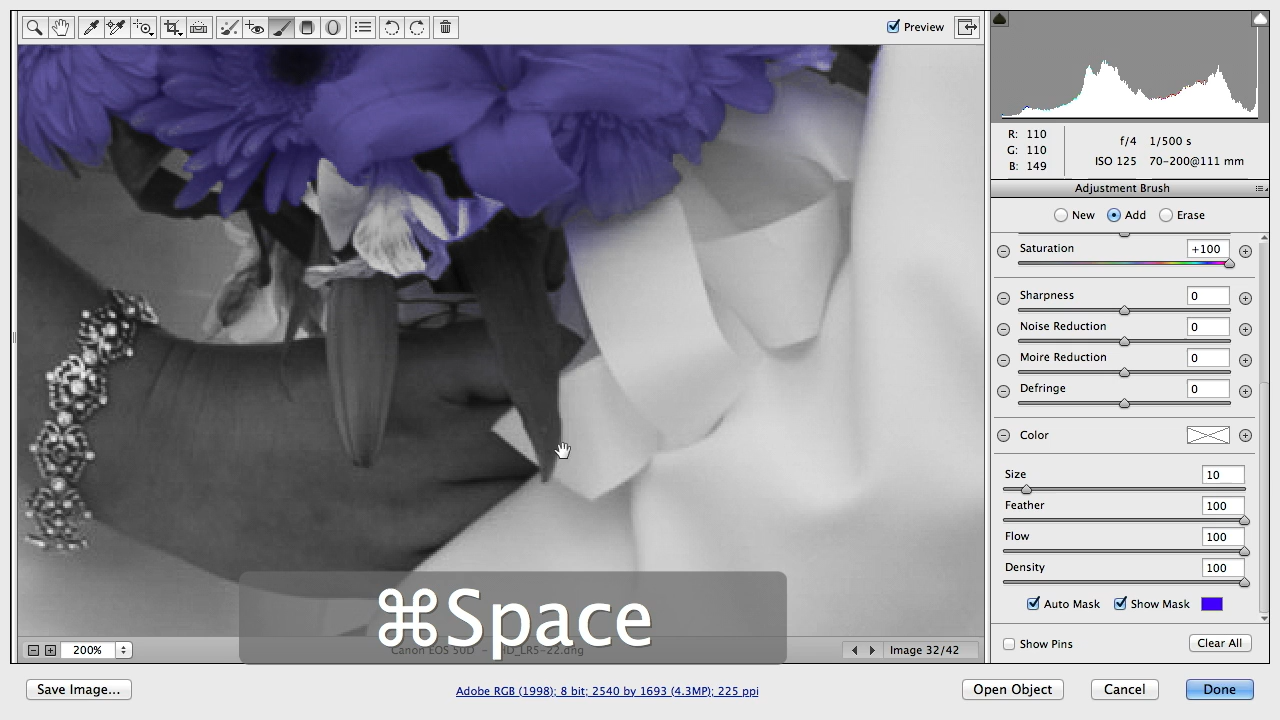 Preview
R: 110
G: 110
B: 149
f/4 1/500 s
ISO 125 70-200@111 mm
Adjustment Brush
New Add Erase
Saturation +100
Sharpness 0
Noise Reduction 0
Moire Reduction 0
Defringe 0
Color
Size 10
Feather 100
Flow 100
Density 100
Auto Mask Show Mask
Show Pins Clear All
⌘Space
200%
Canon EOS 50D - HD_LR5-22.dng
Image 32/42
Save Image...
Adobe RGB (1998); 8 bit; 2540 by 1693 (4.3MP); 225 ppi
Open Object
Cancel
Done